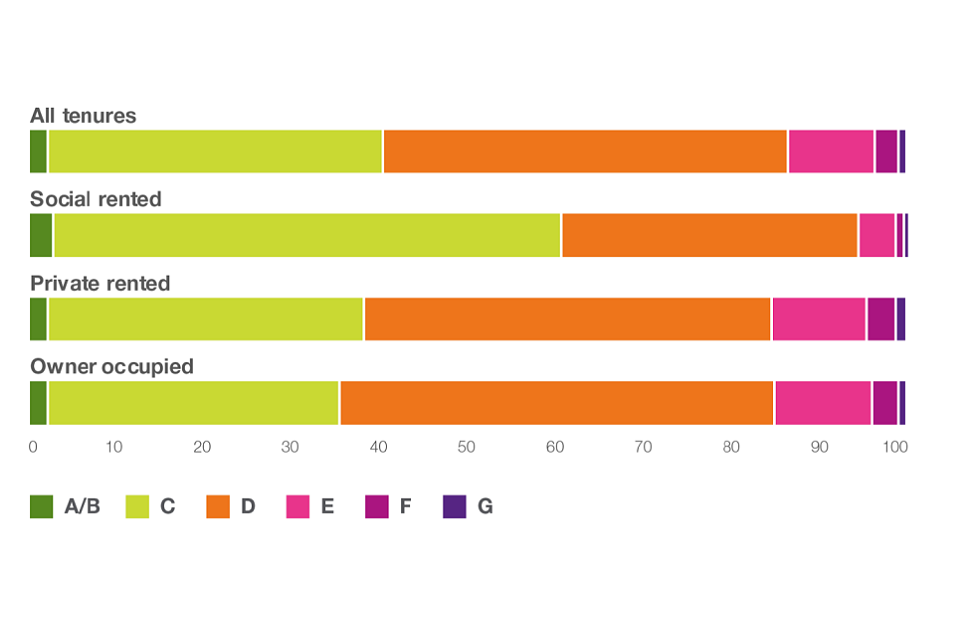 All tenures
Social rented
Private rented
Owner occupied
0 10 20 30 40 50 60 70 80 90 100
A/B C D E F G